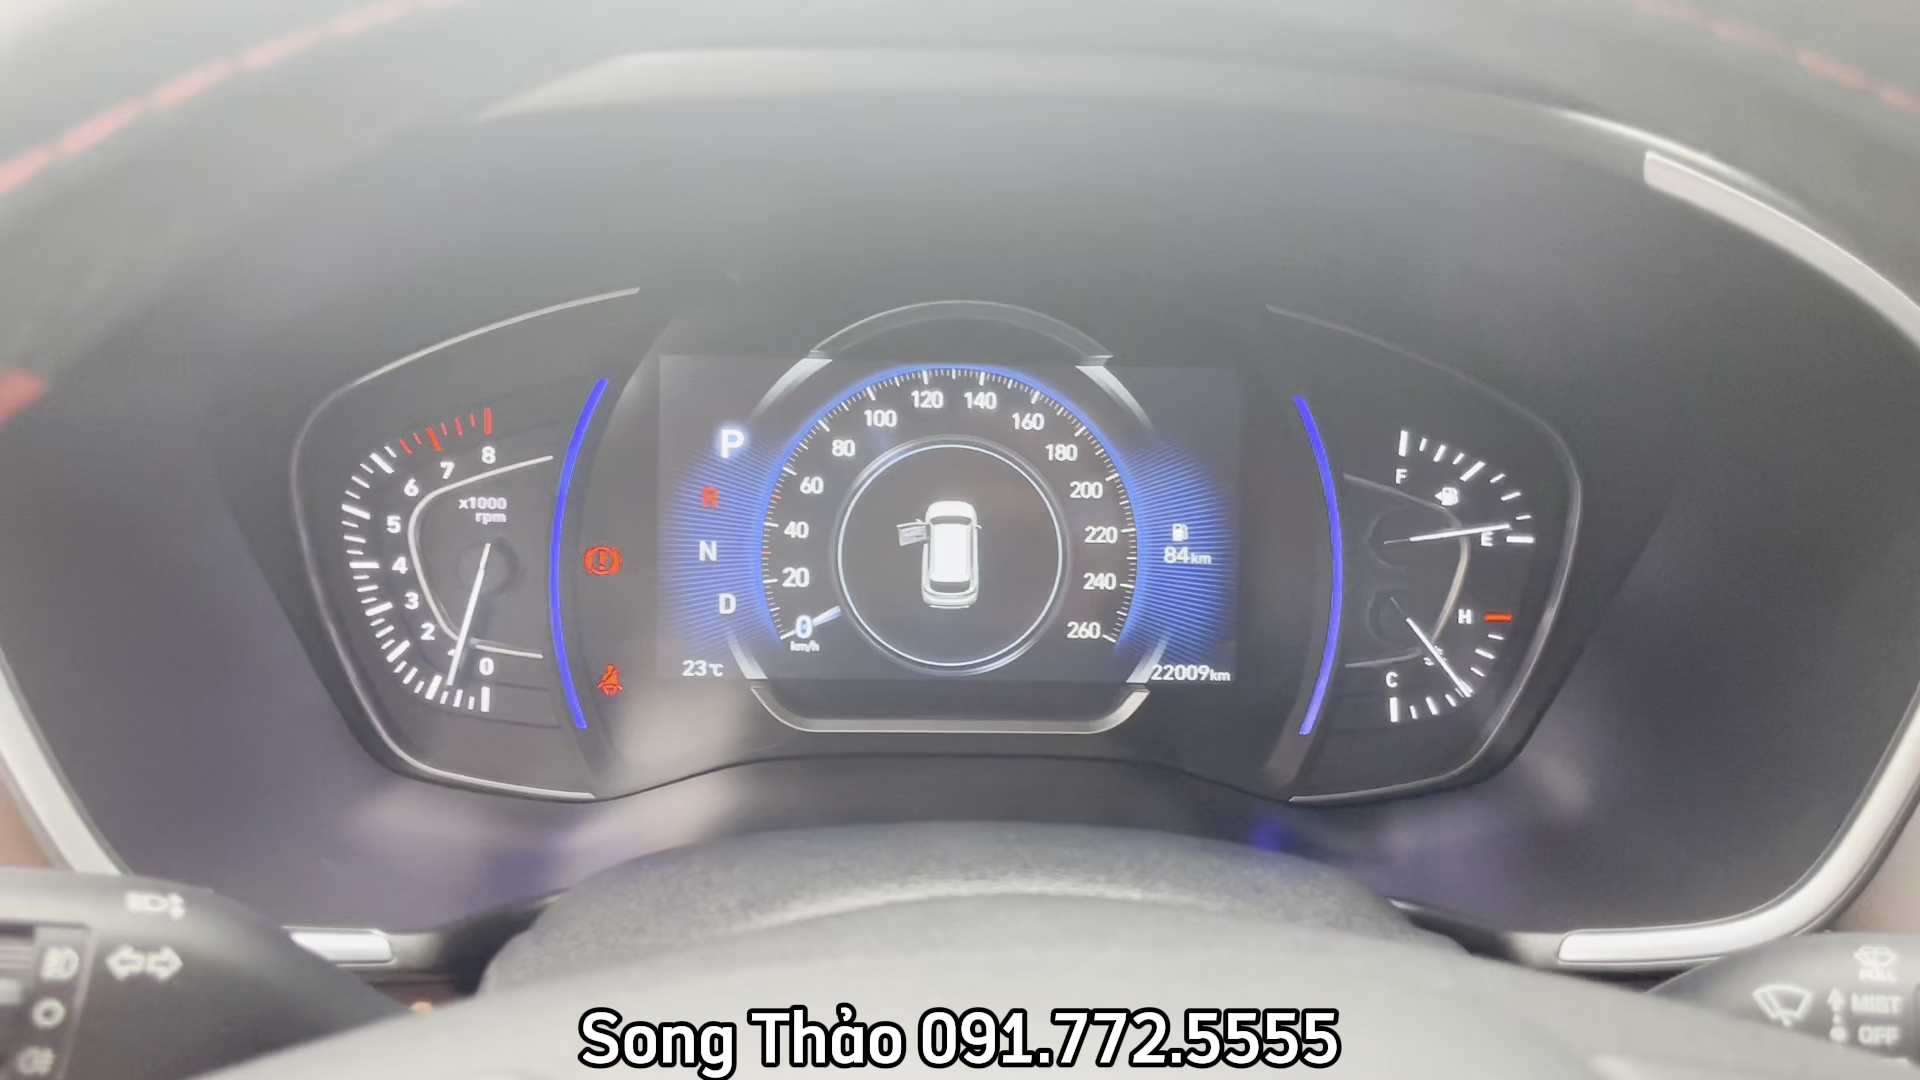 8
7
6
5
4
3
2
1
0
x1000
rpm
P
R
N
D
0
20
40
60
80
100
120
140
160
180
200
220
240
260
km/h
23℃
84km
22009km
F
E
H
C
MIST
OFF
Song Thảo 091.772.5555